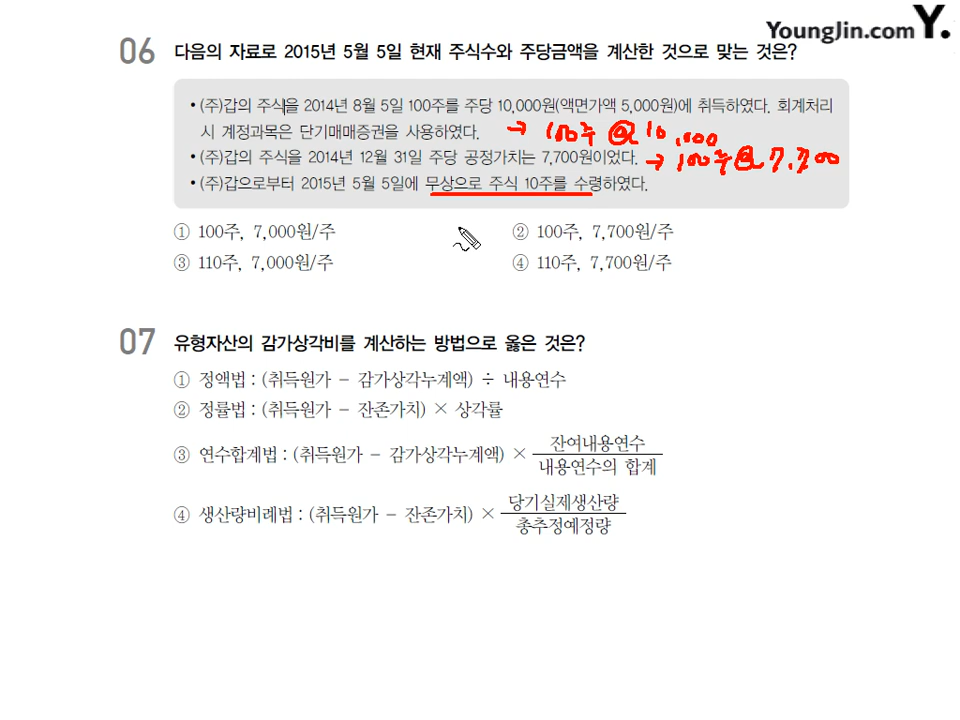 YoungJin.com Y.
06 다음의 자료로 2015년 5월 5일 현재 주식수와 주당금액을 계산한 것으로 맞는 것은?
• (주)갑의 주식을 2014년 8월 5일 100주를 주당 10,000원(액면가액 5,000원)에 취득하였다. 회계처리
시 계정과목은 단기매매증권을 사용하였다. → 100주 @ 10,000
• (주)갑의 주식을 2014년 12월 31일 주당 공정가치는 7,700원이었다. → 100주 @ 7,700
• (주)갑으로부터 2015년 5월 5일에 무상으로 주식 10주를 수령하였다.
① 100주, 7,000원/주 ② 100주, 7,700원/주
③ 110주, 7,000원/주 ④ 110주, 7,700원/주
07 유형자산의 감가상각비를 계산하는 방법으로 옳은 것은?
① 정액법 : (취득원가 - 감가상각누계액) ÷ 내용연수
② 정률법 : (취득원가 - 잔존가치) × 상각률
③ 연수합계법 : (취득원가 - 감가상각누계액) × 잔여내용연수
내용연수의 합계
④ 생산량비례법 : (취득원가 - 잔존가치) × 당기실제생산량
총추정예정량